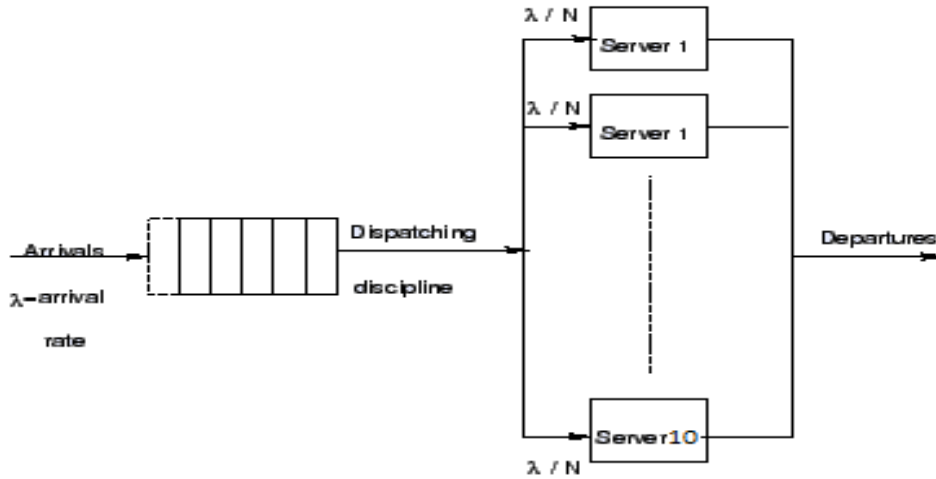 λ / N
Server 1
λ / N
Server 1
Arrivals
λ–arrival
rate
Dispatching
discipline
Departures
Server10
λ / N